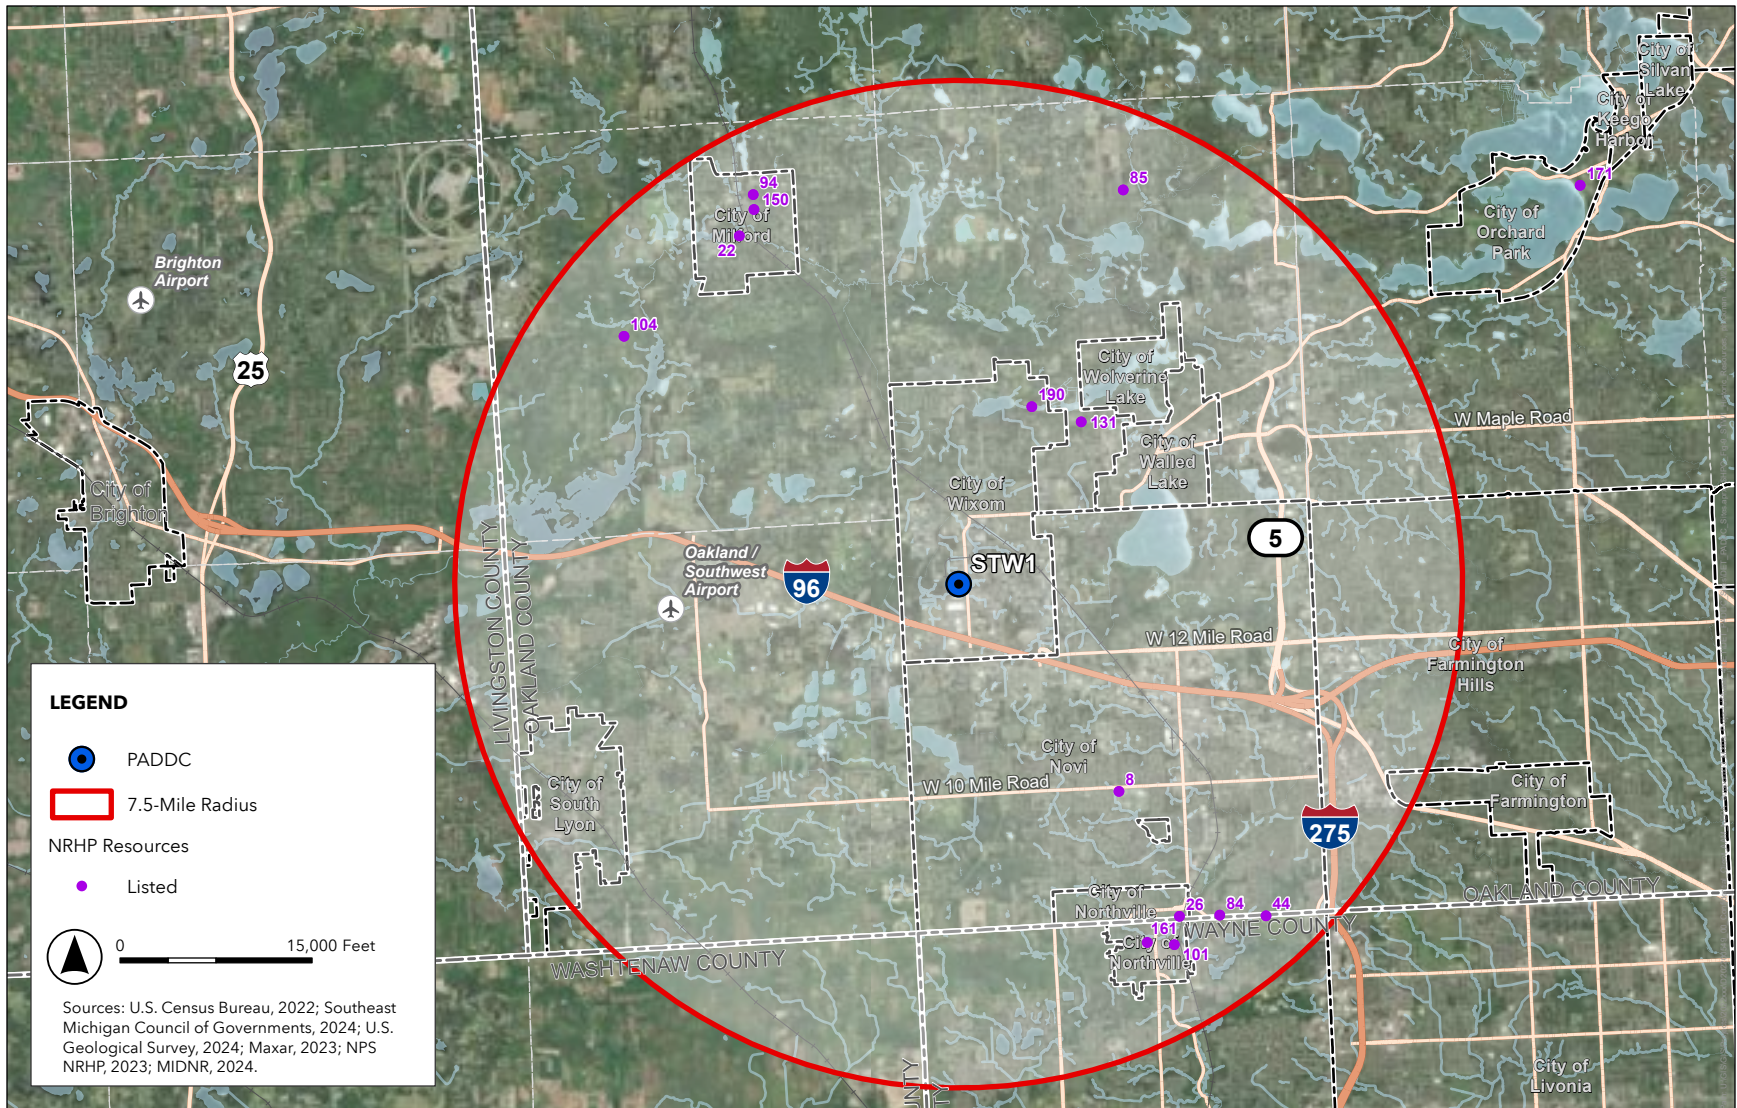 City of
Silvan
Lake
City of
Keego
Harbor
171
City of
Orchard
Park
94
150
City of
Milford
22
85
Brighton
Airport
104
25
City of
Wolverine
Lake
190
131
W Maple Road
City of
Walled
Lake
City of
Wixom
City of
Brighton
LIVINGSTON COUNTY
OAKLAND COUNTY
Oakland /
Southwest
Airport
96
STW1
5
W 12 Mile Road
City of
Farmington
Hills
City of
Novi
W 10 Mile Road
8
City of
South
Lyon
City of
Farmington
275
OAKLAND COUNTY
City of
Northville
26
84
44
WAYNE COUNTY
161
City of
Northville
101
WASHTENAW COUNTY
UNTY
TY
City of
Livonia
LEGEND
PADDC
7.5-Mile Radius
NRHP Resources
Listed
0 15,000 Feet
Sources: U.S. Census Bureau, 2022; Southeast
Michigan Council of Governments, 2024; U.S.
Geological Survey, 2024; Maxar, 2023; NPS
NRHP, 2023; MIDNR, 2024.